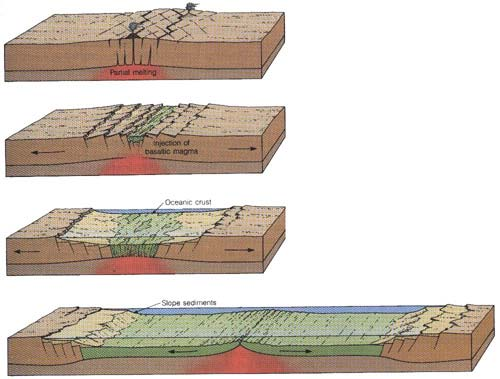 Partial melting
Injection of
basaltic magma
Oceanic crust
Slope sediments